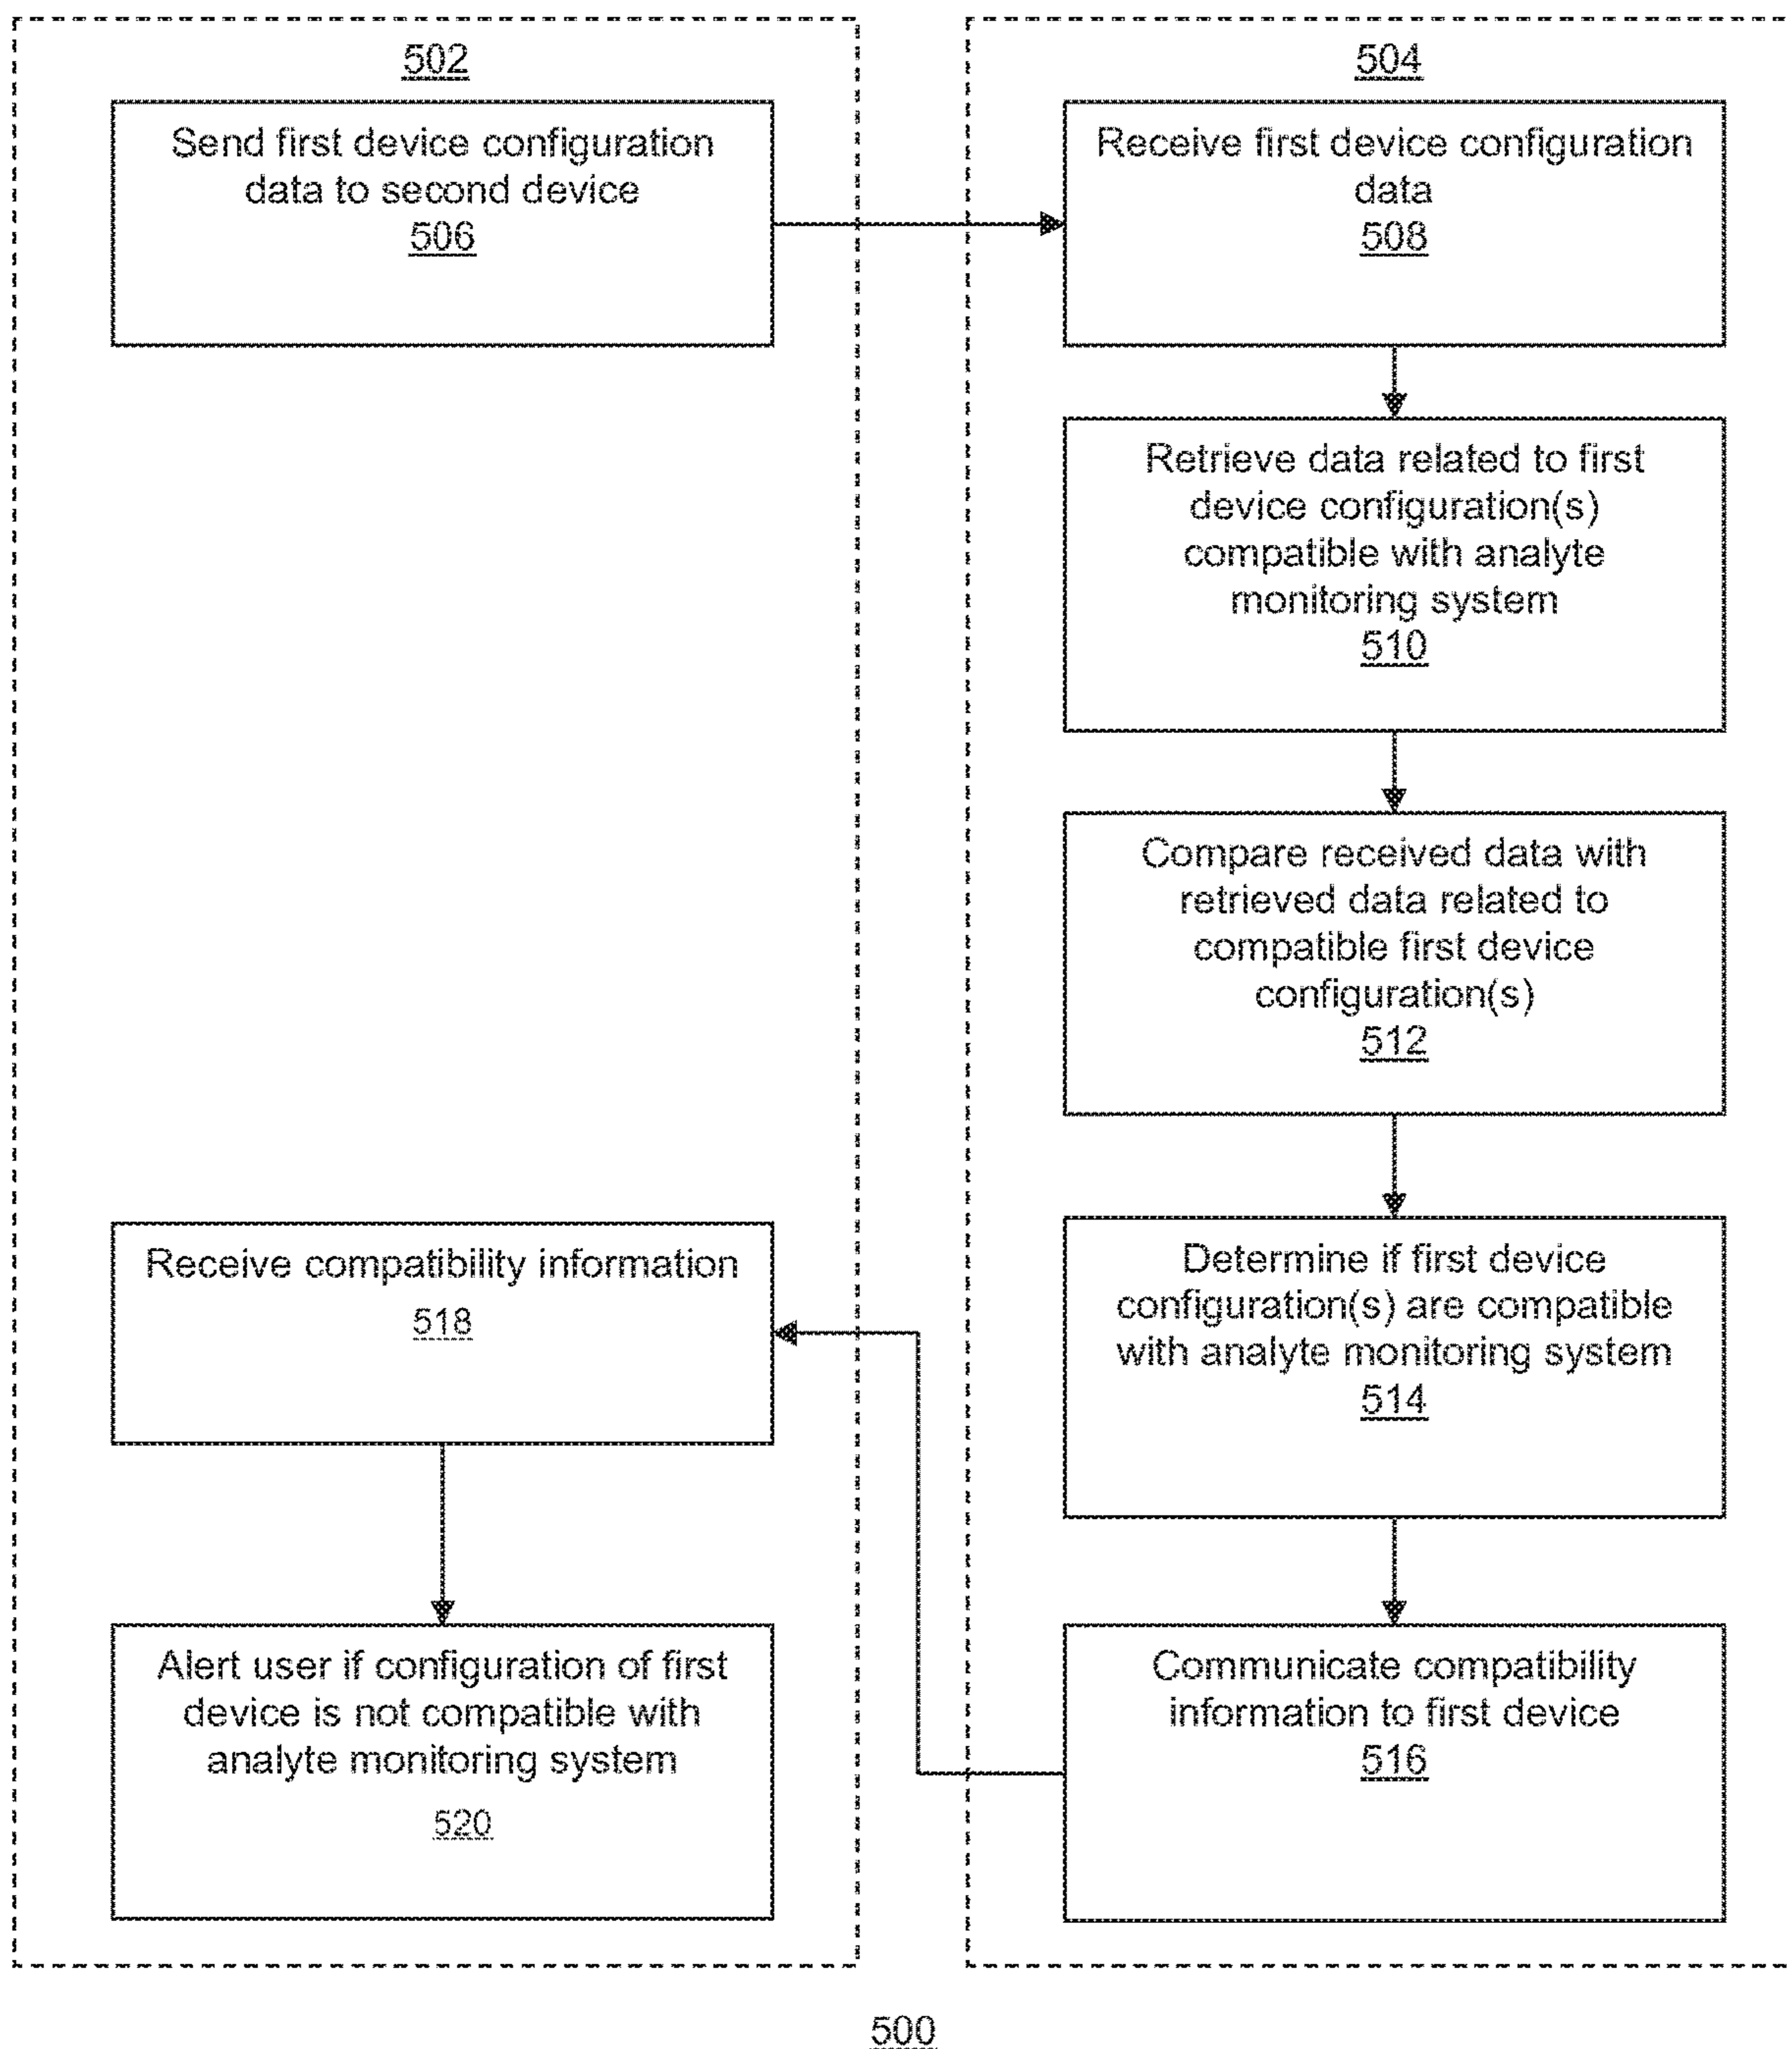 502
Send first device configuration
data to second device
506
504
Receive first device configuration
data
508
Retrieve data related to first
device configuration(s)
compatible with analyte
monitoring system
510
Compare received data with
retrieved data related to
compatible first device
configuration(s)
512
Determine if first device
configuration(s) are compatible
with analyte monitoring system
514
Communicate compatibility
information to first device
516
Receive compatibility information
518
Alert user if configuration of first
device is not compatible with
analyte monitoring system
520
500